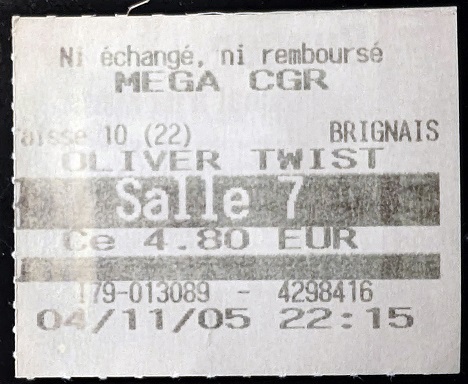 Ni échangé, ni remboursé
MEGA CGR
aisse 10 (22) BRIGNAIS
OLIVER TWIST
Salle 7
Ce 4.80 EUR
179-013089 - 4298416
04/11/05 22:15